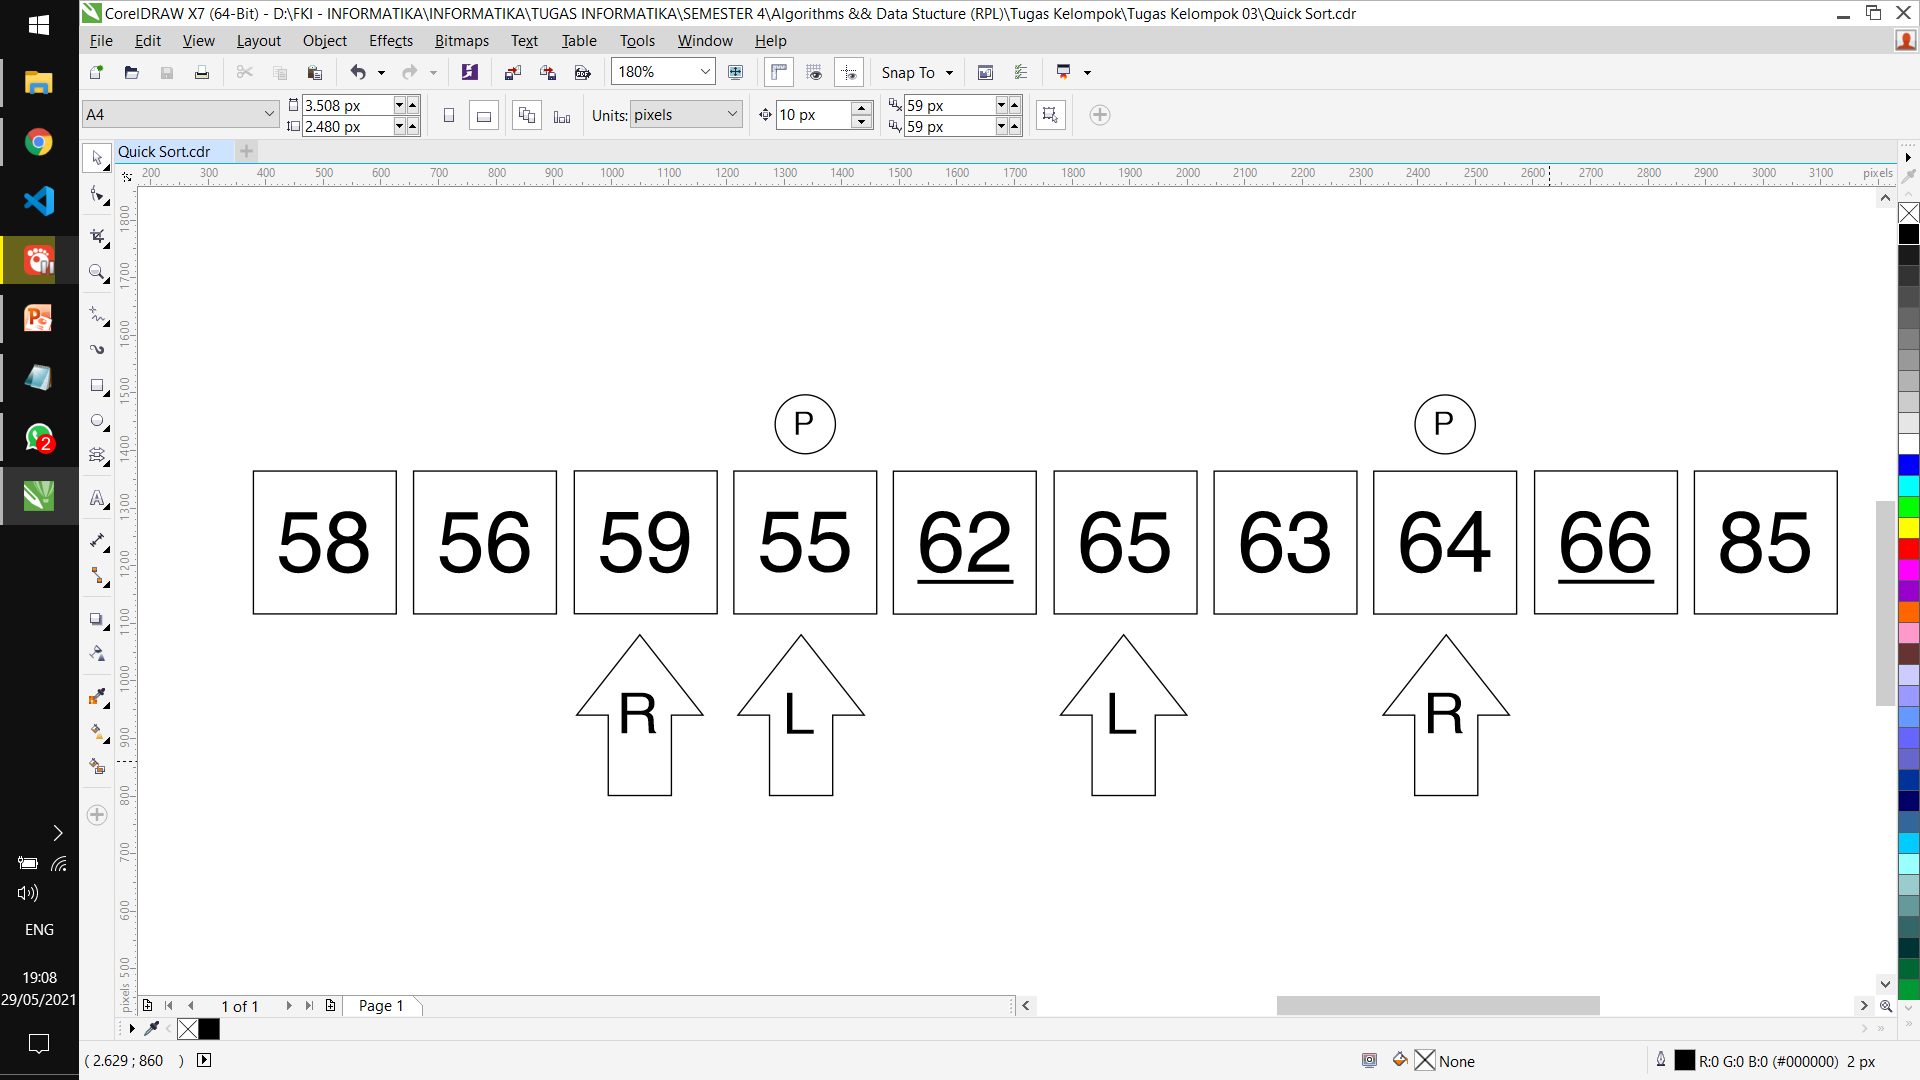 CorelDRAW X7 (64-Bit) - D:\FKI - INFORMATIKA\INFORMATIKA\TUGAS INFORMATIKA\SEMESTER 4\Algorithms && Data Stucture (RPL)\Tugas Kelompok\Tugas Kelompok 03\Quick Sort.cdr
File Edit View Layout Object Effects Bitmaps Text Table Tools Window Help
180% Snap To
A4 3.508 px 2.480 px Units: pixels 10 px 59 px 59 px
Quick Sort.cdr
200 300 400 500 600 700 800 900 1000 1100 1200 1300 1400 1500 1600 1700 1800 1900 2000 2100 2200 2300 2400 2500 2600 2700 2800 2900 3000 3100 pixels
1800
1700
1600
1500
1400
1300
1200
1100
1000
900
800
700
600
500
pixels
P P
58 56 59 55 62 65 63 64 66 85
R L L R
2
ENG
19:08
29/05/2021
1 of 1 Page 1
( 2.629 ; 860 ) None R:0 G:0 B:0 (#000000) 2 px